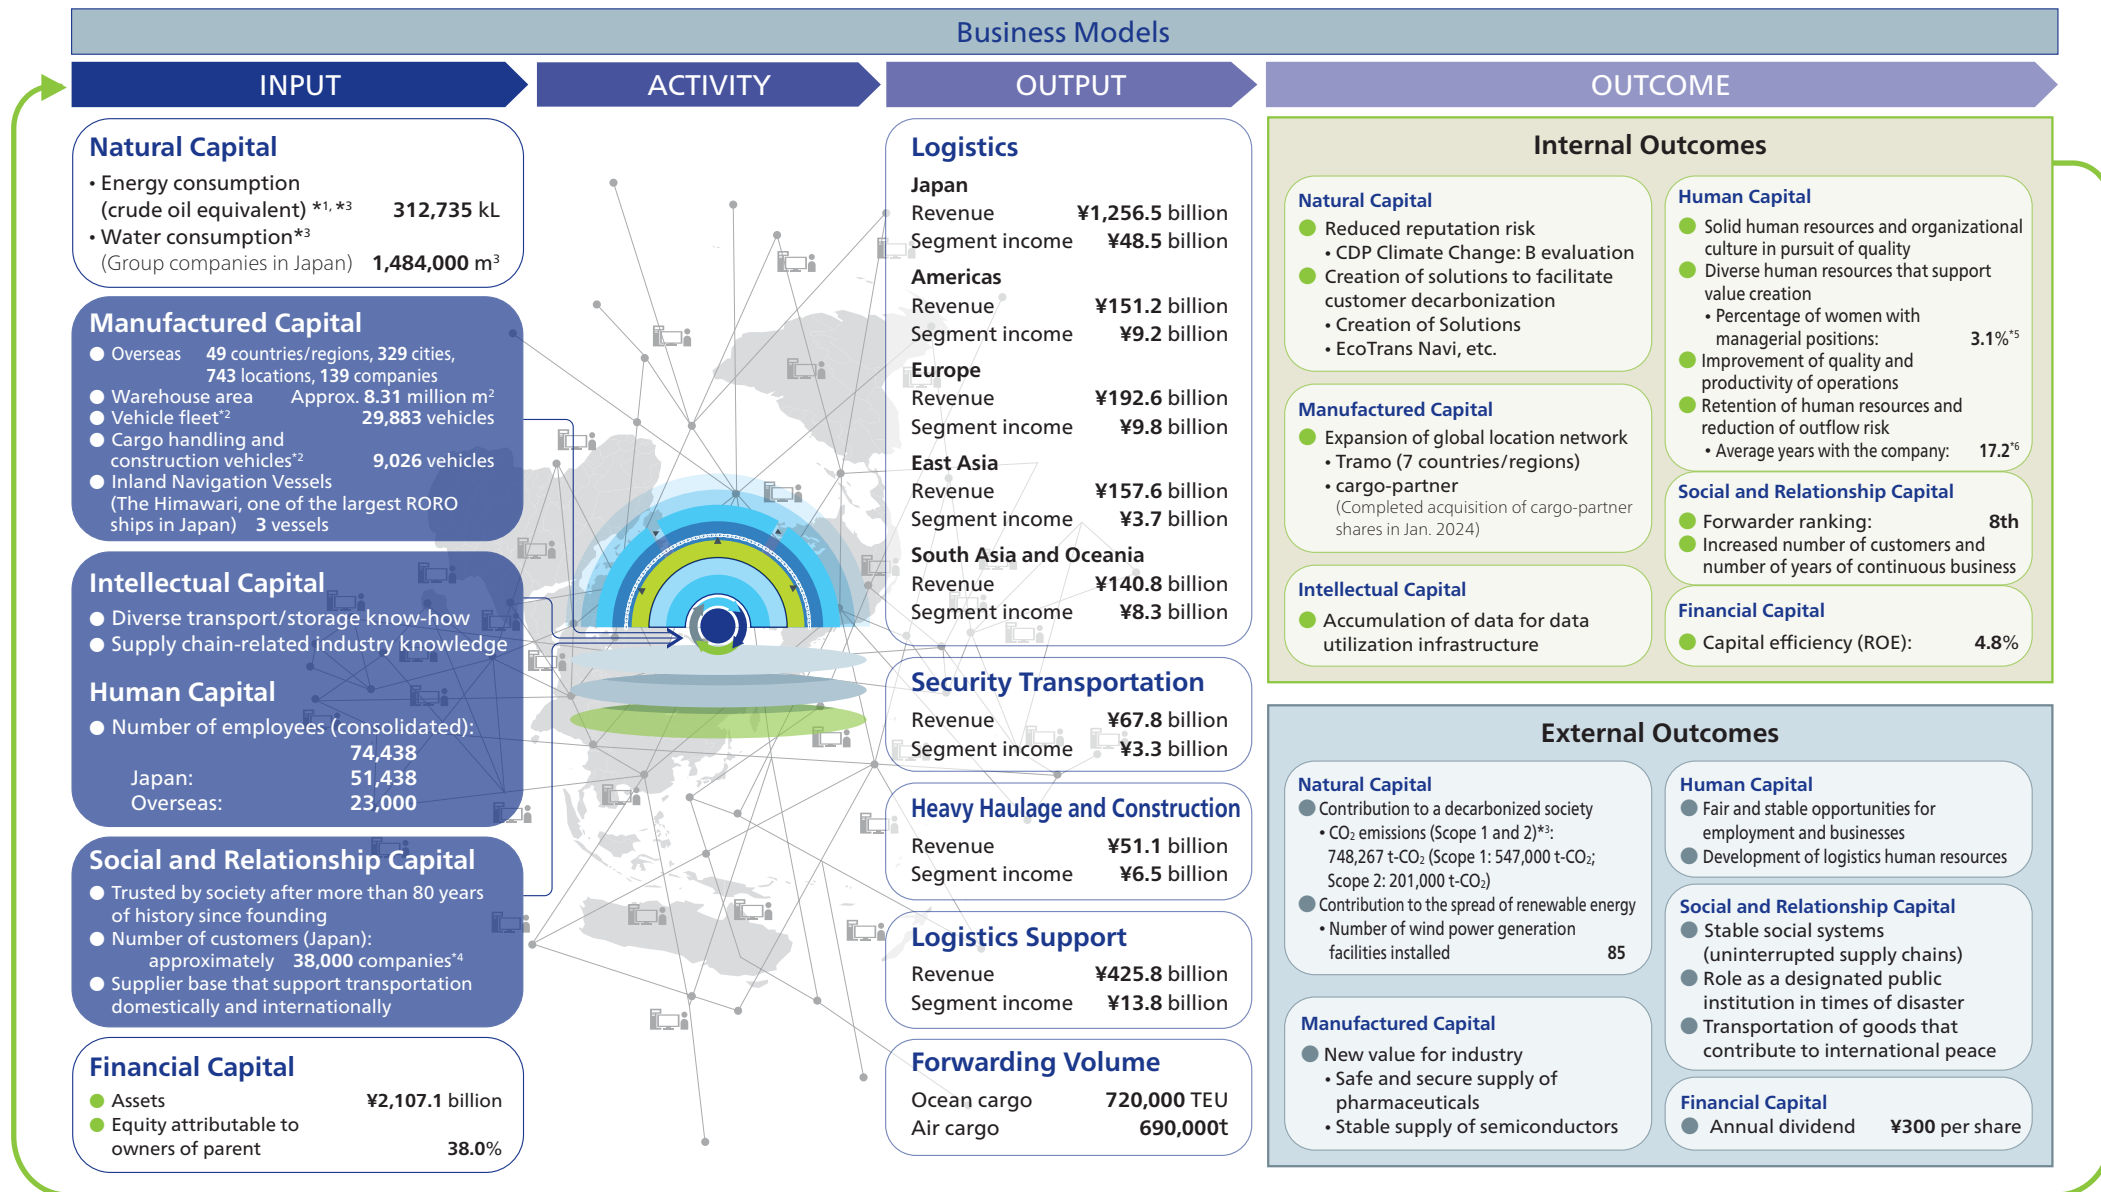 Business Models
INPUT
ACTIVITY
OUTPUT
OUTCOME
Natural Capital
• Energy consumption
(crude oil equivalent) *1, *3 312,735 kL
• Water consumption*3
(Group companies in Japan) 1,484,000 m3
Manufactured Capital
● Overseas 49 countries/regions, 329 cities,
743 locations, 139 companies
● Warehouse area Approx. 8.31 million m2
● Vehicle fleet*2 29,883 vehicles
● Cargo handling and
construction vehicles*2 9,026 vehicles
● Inland Navigation Vessels
(The Himawari, one of the largest RORO
ships in Japan) 3 vessels
Intellectual Capital
● Diverse transport/storage know-how
● Supply chain-related industry knowledge
Human Capital
● Number of employees (consolidated):
74,438
Japan: 51,438
Overseas: 23,000
Social and Relationship Capital
● Trusted by society after more than 80 years
of history since founding
● Number of customers (Japan):
approximately 38,000 companies*4
● Supplier base that support transportation
domestically and internationally
Financial Capital
● Assets ¥2,107.1 billion
● Equity attributable to
owners of parent 38.0%
Logistics
Japan
Revenue ¥1,256.5 billion
Segment income ¥48.5 billion
Americas
Revenue ¥151.2 billion
Segment income ¥9.2 billion
Europe
Revenue ¥192.6 billion
Segment income ¥9.8 billion
East Asia
Revenue ¥157.6 billion
Segment income ¥3.7 billion
South Asia and Oceania
Revenue ¥140.8 billion
Segment income ¥8.3 billion
Security Transportation
Revenue ¥67.8 billion
Segment income ¥3.3 billion
Heavy Haulage and Construction
Revenue ¥51.1 billion
Segment income ¥6.5 billion
Logistics Support
Revenue ¥425.8 billion
Segment income ¥13.8 billion
Forwarding Volume
Ocean cargo 720,000 TEU
Air cargo 690,000t
Internal Outcomes
Natural Capital
● Reduced reputation risk
• CDP Climate Change: B evaluation
● Creation of solutions to facilitate
customer decarbonization
• Creation of Solutions
• EcoTrans Navi, etc.
Manufactured Capital
● Expansion of global location network
• Tramo (7 countries/regions)
• cargo-partner
(Completed acquisition of cargo-partner
shares in Jan. 2024)
Intellectual Capital
● Accumulation of data for data
utilization infrastructure
Human Capital
● Solid human resources and organizational
culture in pursuit of quality
● Diverse human resources that support
value creation
• Percentage of women with
managerial positions: 3.1%*5
● Improvement of quality and
productivity of operations
● Retention of human resources and
reduction of outflow risk
• Average years with the company: 17.2*6
Social and Relationship Capital
● Forwarder ranking: 8th
● Increased number of customers and
number of years of continuous business
Financial Capital
● Capital efficiency (ROE): 4.8%
External Outcomes
Natural Capital
● Contribution to a decarbonized society
• CO2 emissions (Scope 1 and 2)*3:
748,267 t-CO2 (Scope 1: 547,000 t-CO2;
Scope 2: 201,000 t-CO2)
● Contribution to the spread of renewable energy
• Number of wind power generation
facilities installed 85
Manufactured Capital
● New value for industry
• Safe and secure supply of
pharmaceuticals
• Stable supply of semiconductors
Human Capital
● Fair and stable opportunities for
employment and businesses
● Development of logistics human resources
Social and Relationship Capital
● Stable social systems
(uninterrupted supply chains)
● Role as a designated public
institution in times of disaster
● Transportation of goods that
contribute to international peace
Financial Capital
● Annual dividend ¥300 per share